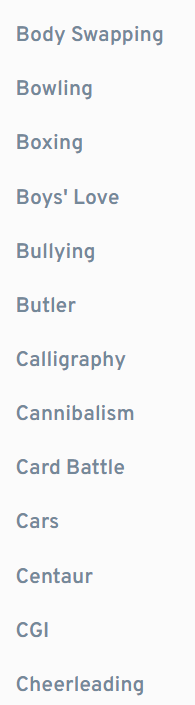 Body Swapping
Bowling
Boxing
Boys' Love
Bullying
Butler
Calligraphy
Cannibalism
Card Battle
Cars
Centaur
CGI
Cheerleading